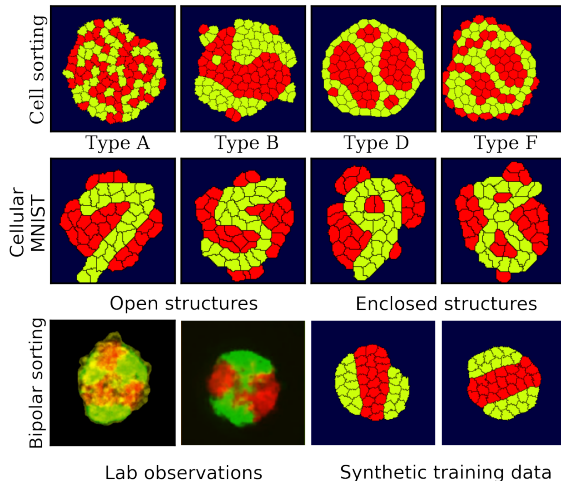 Cell sorting
Type A
Type B
Type D
Type F
Cellular
MNIST
Open structures
Enclosed structures
Bipolar sorting
Lab observations
Synthetic training data